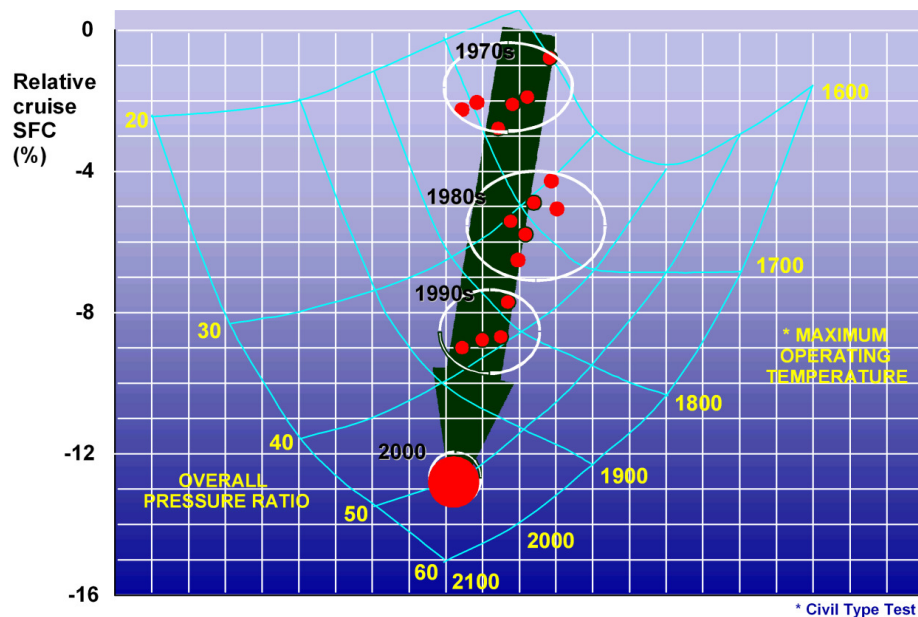 0
1970s
Relative
cruise
SFC
(%)
20
1600
-4
1980s
1700
1990s
-8
30
* MAXIMUM
OPERATING
TEMPERATURE
1800
40
-12
2000
1900
OVERALL
PRESSURE RATIO
50
2000
60
2100
-16
* Civil Type Test